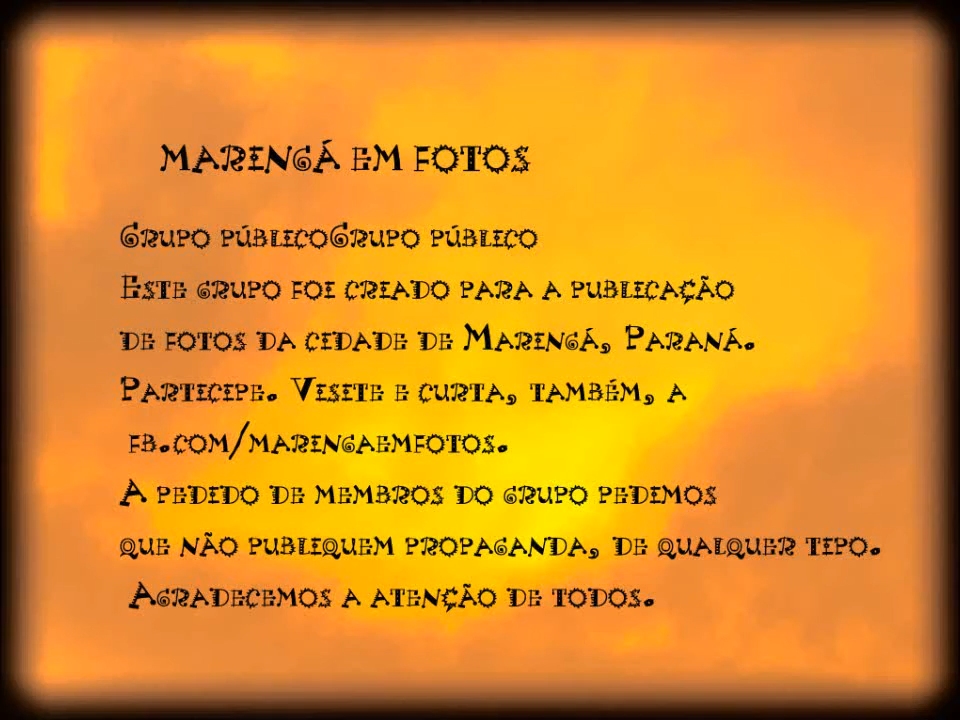 MARINGÁ EM FOTOS
Grupo públicoGrupo público
Este grupo foi criado para a publicação
de fotos da cidade de Maringá, Paraná.
Participe. Visite e curta, também, a
fb.com/maringaemfotos.
A pedido de membros do grupo pedimos
que não publiquem propaganda, de qualquer tipo.
Agradecemos a atenção de todos.